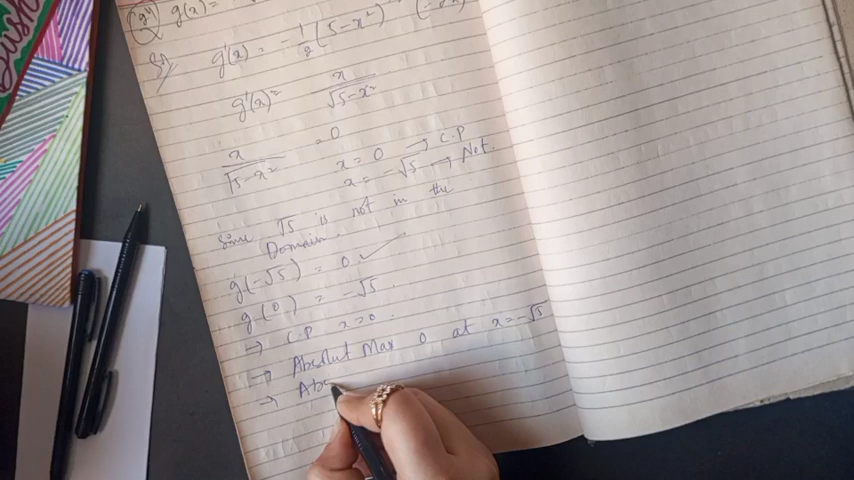 g(x) =
g'(x) = -1/2 (5-x²)
g'(x) = x/√5-x²
x/√5-x² = 0
x = 0 → C.P
x = -√5 → Not.
Since √5 is not in the
Domain
g(-√5) = 0. ✓
g(0) = -√5.
→ C.P x=0.
→ Absolut Max 0 at x=-√5
→ Abs